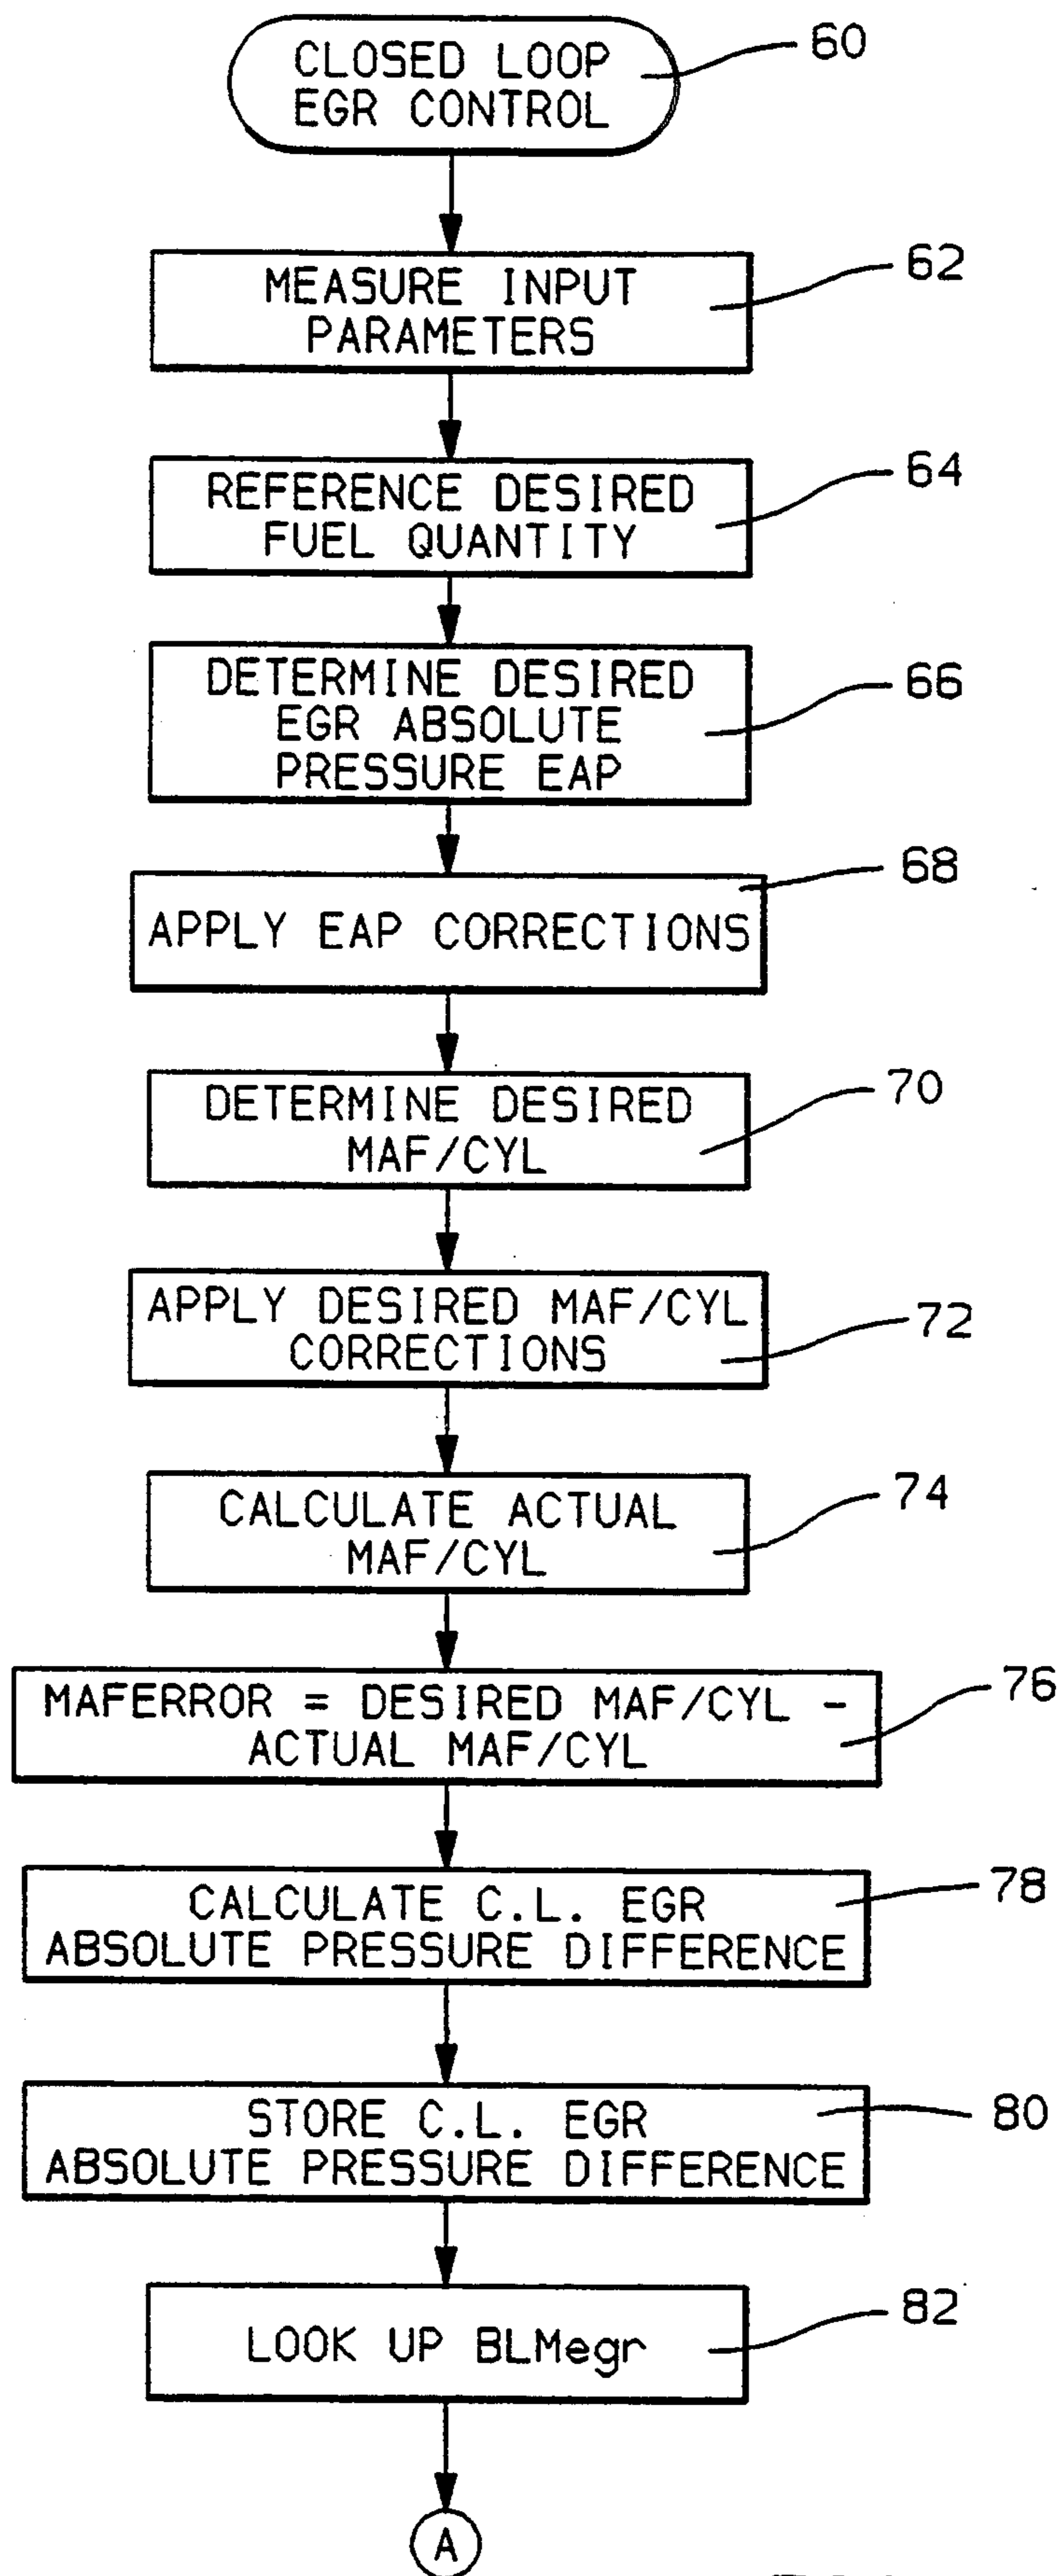 CLOSED LOOP
EGR CONTROL
60
MEASURE INPUT
PARAMETERS
62
REFERENCE DESIRED
FUEL QUANTITY
64
DETERMINE DESIRED
EGR ABSOLUTE
PRESSURE EAP
66
APPLY EAP CORRECTIONS
68
DETERMINE DESIRED
MAF/CYL
70
APPLY DESIRED MAF/CYL
CORRECTIONS
72
CALCULATE ACTUAL
MAF/CYL
74
MAFERROR = DESIRED MAF/CYL -
ACTUAL MAF/CYL
76
CALCULATE C.L. EGR
ABSOLUTE PRESSURE DIFFERENCE
78
STORE C.L. EGR
ABSOLUTE PRESSURE DIFFERENCE
80
LOOK UP BLMegr
82
A